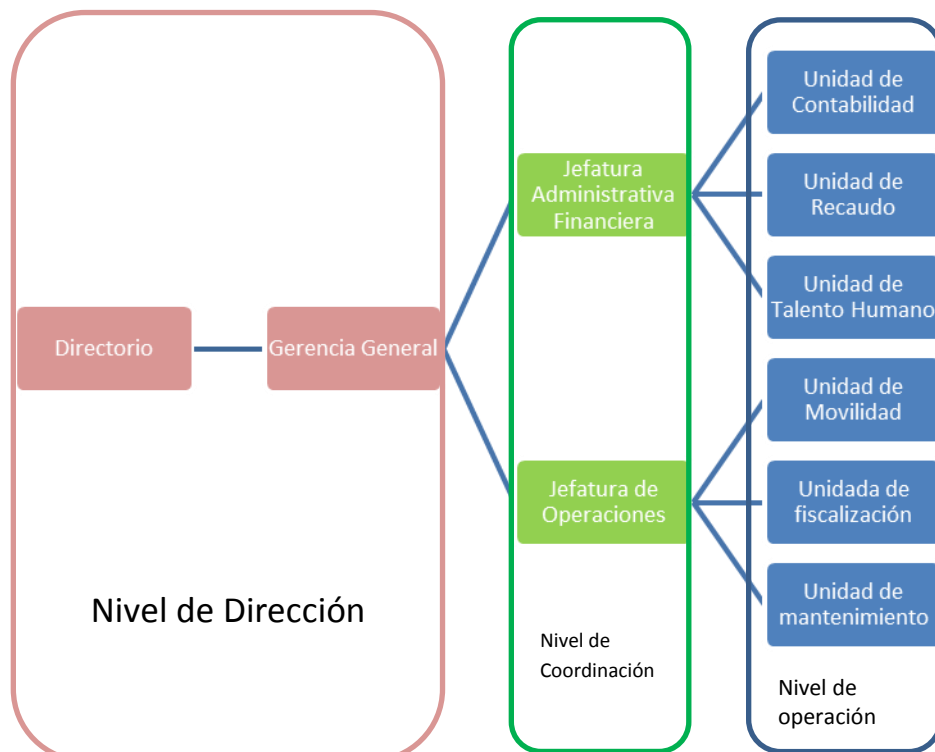 Directorio
Gerencia General
Nivel de Dirección
Jefatura
Administrativa
Financiera
Jefatura de
Operaciones
Nivel de
Coordinación
Unidad de
Contabilidad
Unidad de
Recaudo
Unidad de
Talento Humano
Unidad de
Movilidad
Unidada de
fiscalización
Unidad de
mantenimiento
Nivel de
operación